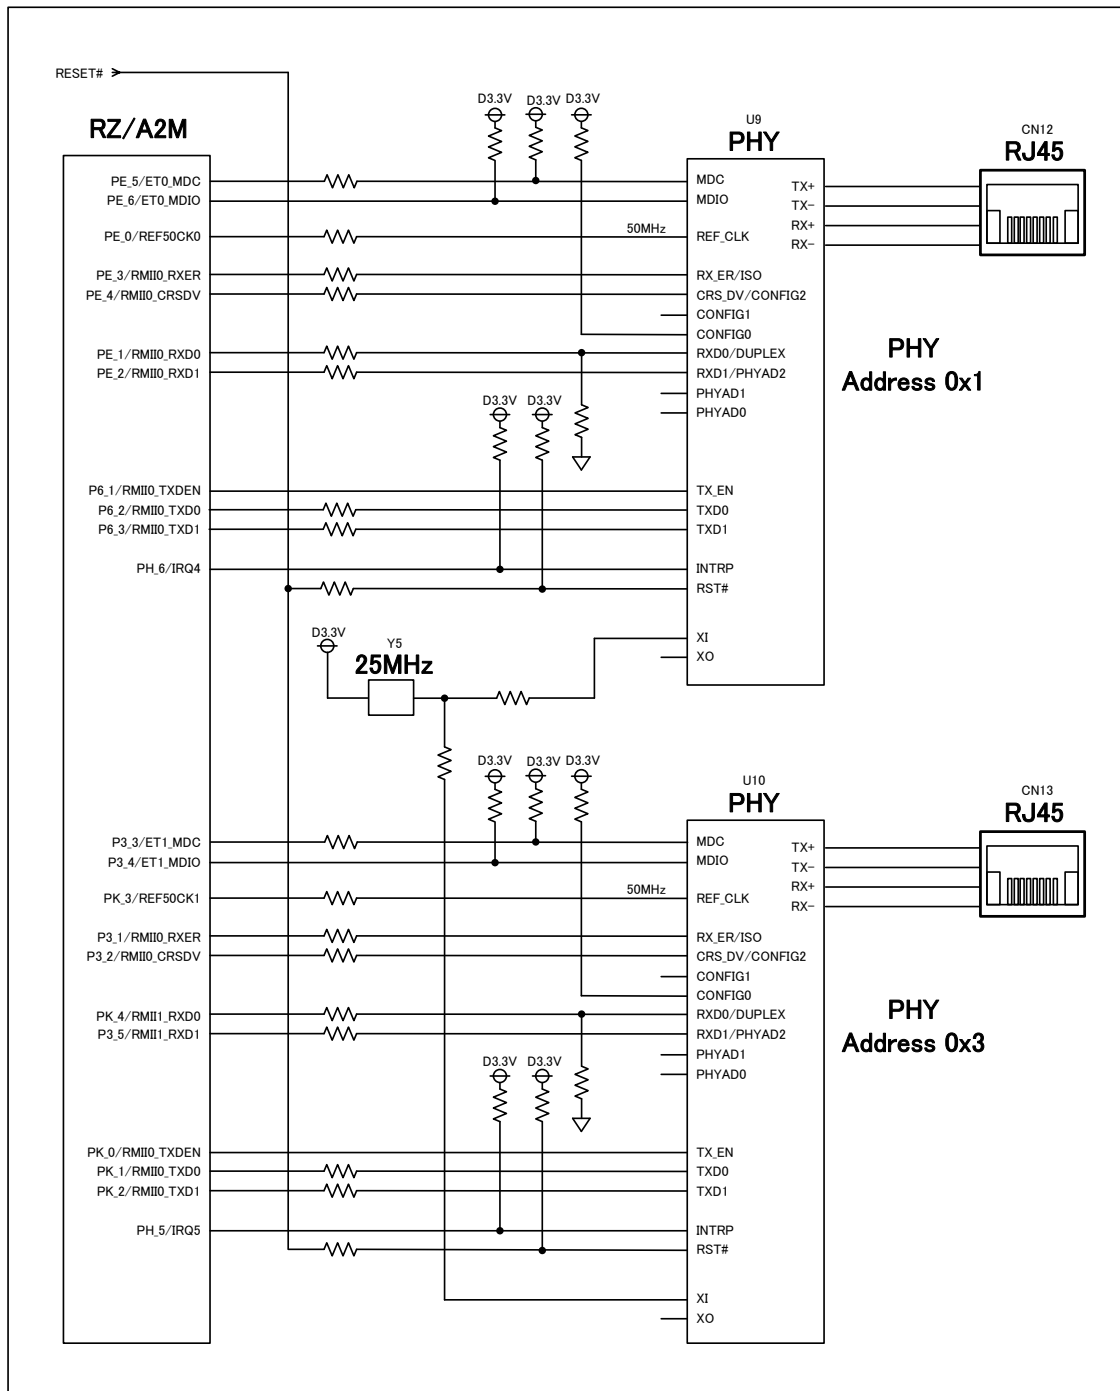 RESET#
RZ/A2M
D3.3V D3.3V D3.3V
U9
PHY
CN12
RJ45
PE_5/ET0_MDC MDC TX+
PE_6/ET0_MDIO MDIO TX-
PE_0/REF50CK0 50MHz REF_CLK RX+
RX-
PE_3/RMII0_RXER RX_ER/ISO
PE_4/RMII0_CRSDV CRS_DV/CONFIG2
CONFIG1
CONFIG0
PE_1/RMII0_RXD0 RXD0/DUPLEX
PE_2/RMII0_RXD1 RXD1/PHYAD2
PHYAD1
PHYAD0
PHY
Address 0x1
D3.3V D3.3V
P6_1/RMII0_TXDEN TX_EN
P6_2/RMII0_TXD0 TXD0
P6_3/RMII0_TXD1 TXD1
PH_6/IRQ4 INTRP
RST#
D3.3V
Y5
25MHz
XI
XO
D3.3V D3.3V D3.3V
U10
PHY
CN13
RJ45
P3_3/ET1_MDC MDC TX+
P3_4/ET1_MDIO MDIO TX-
PK_3/REF50CK1 50MHz REF_CLK RX+
RX-
P3_1/RMII0_RXER RX_ER/ISO
P3_2/RMII0_CRSDV CRS_DV/CONFIG2
CONFIG1
CONFIG0
PK_4/RMII1_RXD0 RXD0/DUPLEX
P3_5/RMII1_RXD1 RXD1/PHYAD2
PHYAD1
PHYAD0
PHY
Address 0x3
D3.3V D3.3V
PK_0/RMII0_TXDEN TX_EN
PK_1/RMII0_TXD0 TXD0
PK_2/RMII0_TXD1 TXD1
PH_5/IRQ5 INTRP
RST#
XI
XO